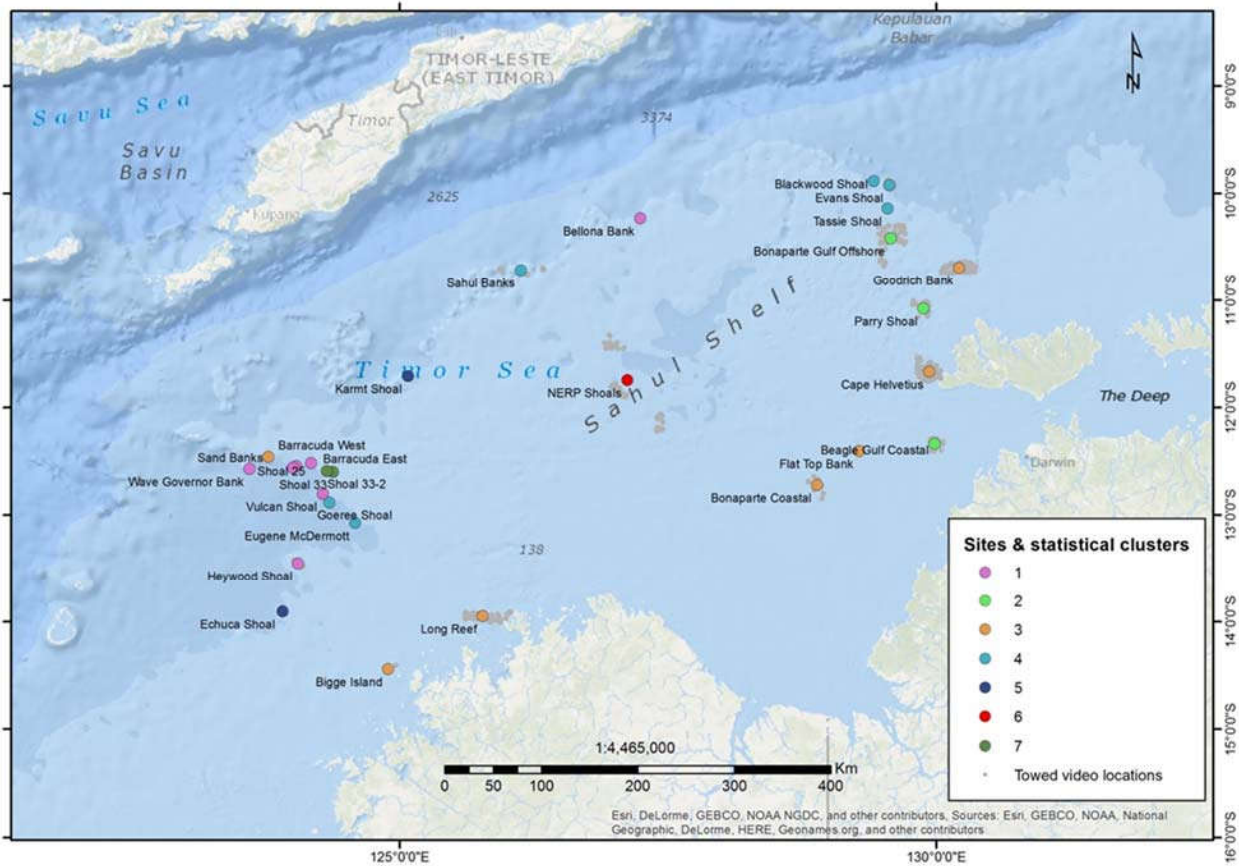 Kepulauan
Babar
Dili
TIMOR-LESTE
(EAST TIMOR)
N
9°0'0"S
Savu Sea
Timor
3374
Savu
Basin
2625
10°0'0"S
Kupang
Blackwood Shoal
Evans Shoal
Tassie Shoal
Bellona Bank
Bonaparte Gulf Offshore
Sahul Banks
Goodrich Bank
11°0'0"S
Parry Shoal
Sahul Shelf
Timor Sea
Karmt Shoal
NERP Shoals
Cape Helvetius
The Deep
12°0'0"S
Barracuda West
Sand Banks
Barracuda East
Shoal 25
Wave Governor Bank
Shoal 33
Shoal 33-2
Beagle Gulf Coastal
Flat Top Bank
Darwin
Bonaparte Coastal
Vulcan Shoal
Goeree Shoal
Eugene McDermott
13°0'0"S
138
Heywood Shoal
Echuca Shoal
Long Reef
14°0'0"S
Bigge Island
Sites & statistical clusters
1
2
3
4
5
6
7
Towed video locations
15°0'0"S
1:4,465,000
Km
0 50 100 200 300 400
Esri, DeLorme, GEBCO, NOAA NGDC, and other contributors, Sources: Esri, GEBCO, NOAA, National
Geographic, DeLorme, HERE, Geonames.org, and other contributors
16°0'0"S
125°0'0"E
130°0'0"E